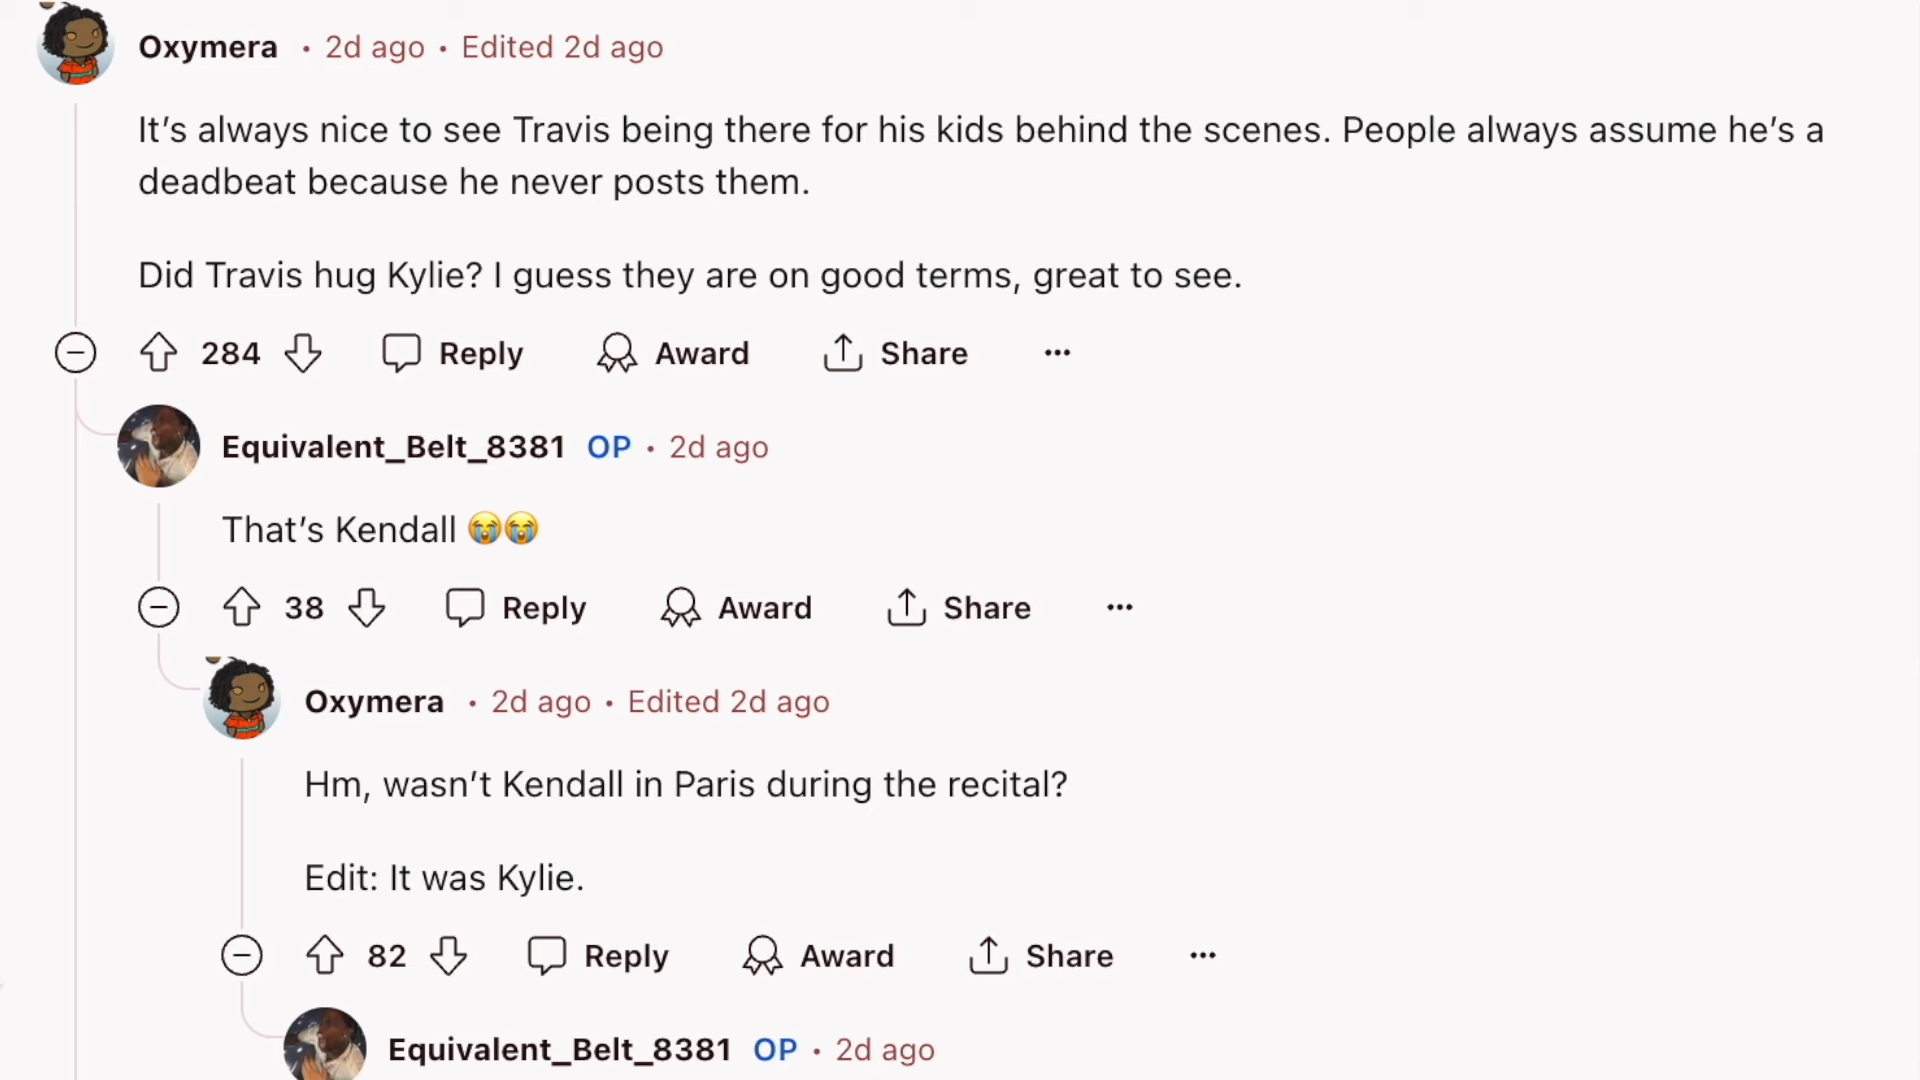 Oxymera • 2d ago • Edited 2d ago
It’s always nice to see Travis being there for his kids behind the scenes. People always assume he’s a
deadbeat because he never posts them.
Did Travis hug Kylie? I guess they are on good terms, great to see.
284 Reply Award Share ...
Equivalent_Belt_8381 OP • 2d ago
That’s Kendall 😭😭
38 Reply Award Share ...
Oxymera • 2d ago • Edited 2d ago
Hm, wasn’t Kendall in Paris during the recital?
Edit: It was Kylie.
82 Reply Award Share ...
Equivalent_Belt_8381 OP • 2d ago